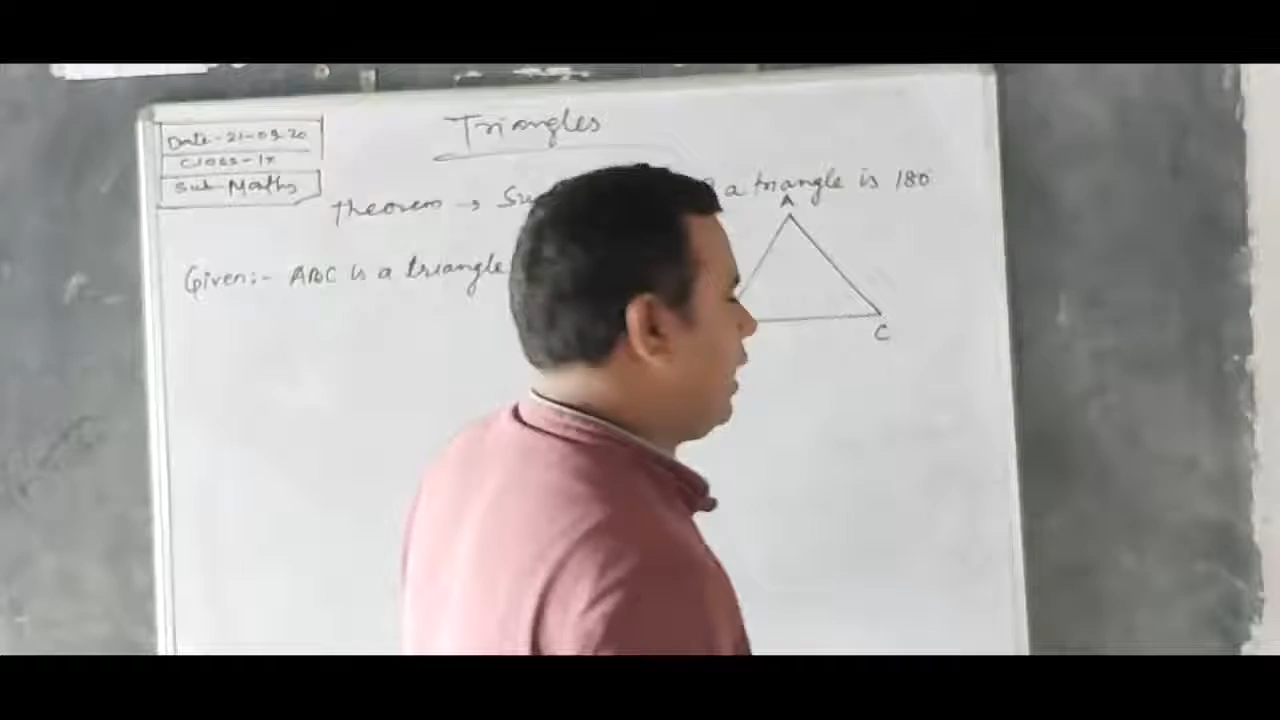 Triangles
Date-21-09-20
Class-IX
Sub-Maths
Theorem → Su a triangle is 180°
A
Given:- ABC is a triangle
C